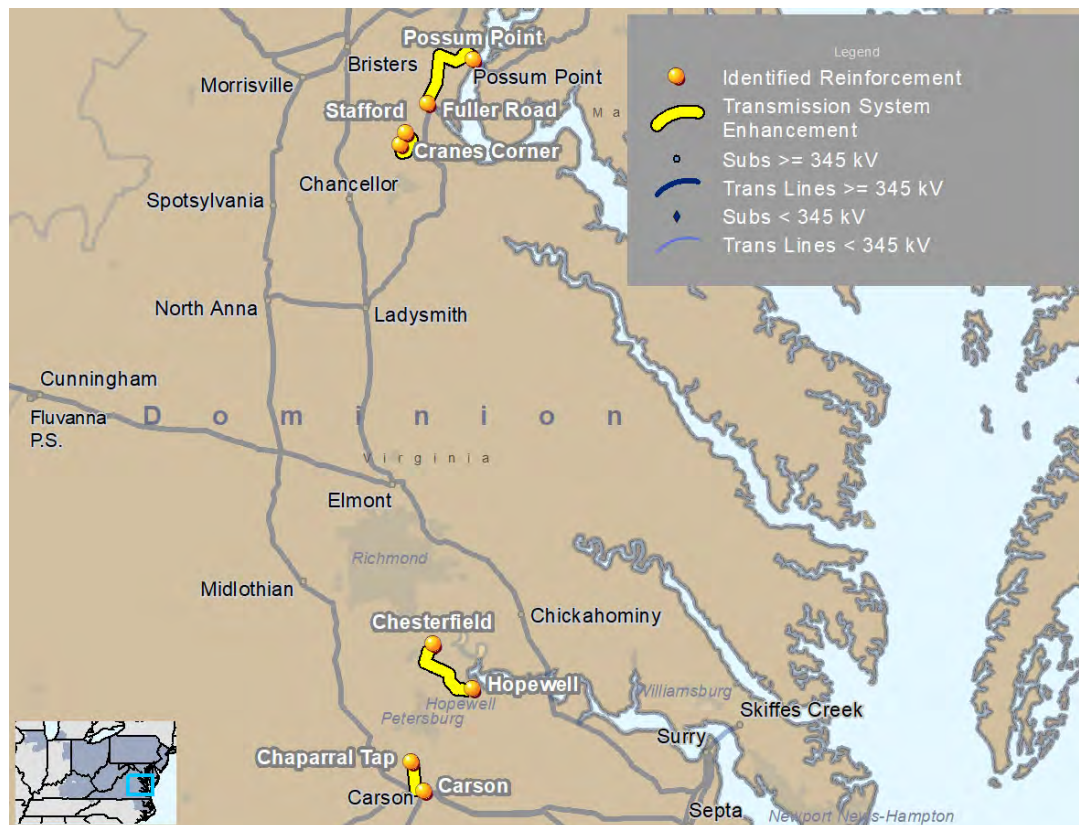 Possum Point
Bristers
Possum Point
Morrisville
Stafford
Fuller Road
Cranes Corner
Chancellor
Spotsylvania
North Anna
Ladysmith
Cunningham
Fluvanna
P.S.
Dominion
Virginia
Elmont
Richmond
Midlothian
Chickahominy
Chesterfield
Hopewell
Hopewell
Petersburg
Williamsburg
Skiffes Creek
Surry
Chaparral Tap
Carson
Carson
Septa
Newport News-Hampton
M a
Legend
Identified Reinforcement
Transmission System
Enhancement
Subs >= 345 kV
Trans Lines >= 345 kV
Subs < 345 kV
Trans Lines < 345 kV